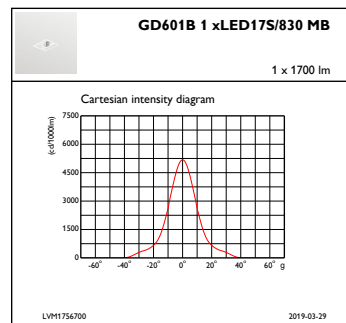 GD601B 1 xLED17S/830 MB
1 x 1700 lm
Cartesian intensity diagram
(cd/1000lm)
7500
6000
4500
3000
1500
0
-60° -40° -20° 0° 20° 40° 60° g
LVM1756700 2019-03-29